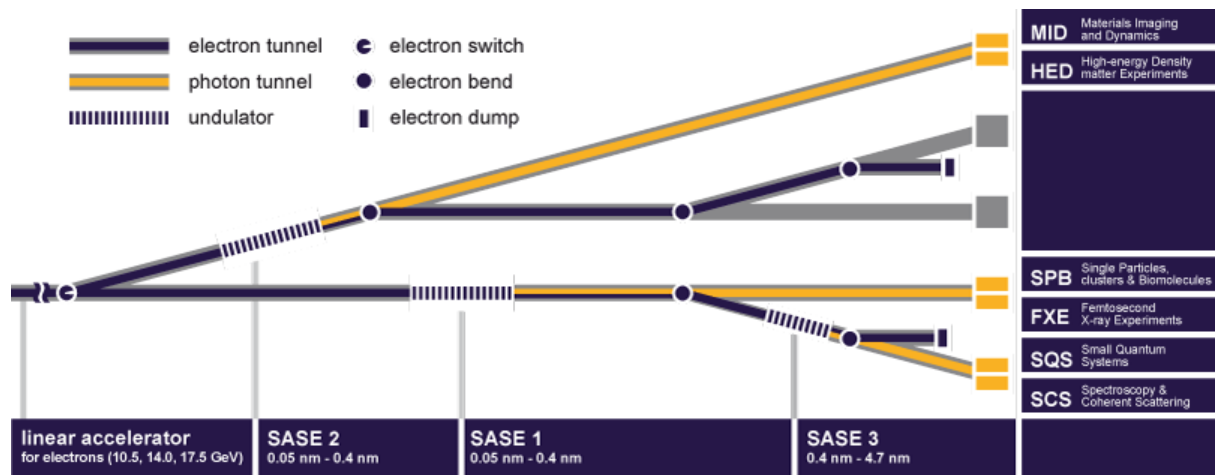 electron tunnel
electron switch
photon tunnel
electron bend
undulator
electron dump
MID Materials Imaging
and Dynamics
HED High-energy Density
matter Experiments
SPB Single Particles,
clusters & Biomolecules
FXE Femtosecond
X-ray Experiments
SQS Small Quantum
Systems
SCS Spectroscopy &
Coherent Scattering
linear accelerator
for electrons (10.5, 14.0, 17.5 GeV)
SASE 2
0.05 nm - 0.4 nm
SASE 1
0.05 nm - 0.4 nm
SASE 3
0.4 nm - 4.7 nm